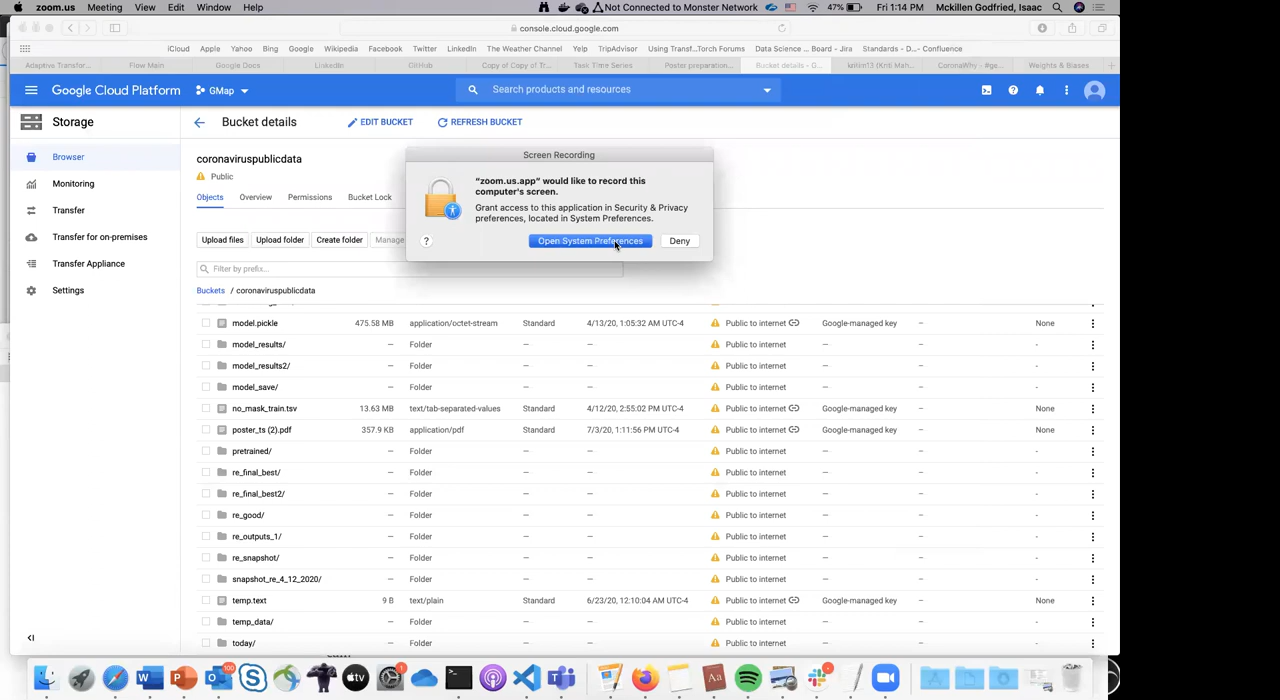 zoom.us Meeting View Edit Window Help Not Connected to Monster Network 47% Fri 1:14 PM Mckillen Godfried, Isaac
console.cloud.google.com
iCloud Apple Yahoo Bing Google Wikipedia Facebook Twitter LinkedIn The Weather Channel Yelp TripAdvisor Using Transf...Torch Forums Data Science ... Board - Jira Standards - D...- Confluence
Adaptive Transfor... Flow Main Google Docs LinkedIn GitHub Copy of Copy of Tr... Task Time Series Poster preparation... Bucket details - G... kritim13 (Kriti Mah... CoronaWhy - #ge... Weights & Biases
Google Cloud Platform GMap Search products and resources
Storage Bucket details EDIT BUCKET REFRESH BUCKET
Browser
Monitoring
Transfer
Transfer for on-premises
Transfer Appliance
Settings
coronaviruspublicdata
Public
Objects Overview Permissions Bucket Lock
Upload files Upload folder Create folder Manage
Filter by prefix...
Screen Recording
“zoom.us.app” would like to record this
computer's screen.
Grant access to this application in Security & Privacy
preferences, located in System Preferences.
? Open System Preferences Deny
Buckets / coronaviruspublicdata
model.pickle 475.58 MB application/octet-stream Standard 4/13/20, 1:05:32 AM UTC-4 Public to internet Google-managed key – None
model_results/ – Folder – – Public to internet – – -
model_results2/ – Folder – – Public to internet – – -
model_save/ – Folder – – Public to internet – – -
no_mask_train.tsv 13.63 MB text/tab-separated-values Standard 4/12/20, 2:55:02 PM UTC-4 Public to internet Google-managed key – None
poster_ts (2).pdf 357.9 KB application/pdf Standard 7/3/20, 1:11:56 PM UTC-4 Public to internet Google-managed key – None
pretrained/ – Folder – – Public to internet – – -
re_final_best/ – Folder – – Public to internet – – -
re_final_best2/ – Folder – – Public to internet – – -
re_good/ – Folder – – Public to internet – – -
re_outputs_1/ – Folder – – Public to internet – – -
re_snapshot/ – Folder – – Public to internet – – -
snapshot_re_4_12_2020/ – Folder – – Public to internet – – -
temp.text 9 B text/plain Standard 6/23/20, 12:10:04 AM UTC-4 Public to internet Google-managed key – None
temp_data/ – Folder – – Public to internet – – -
today/ – Folder – – Public to internet – – -
100
tv
1
Aa